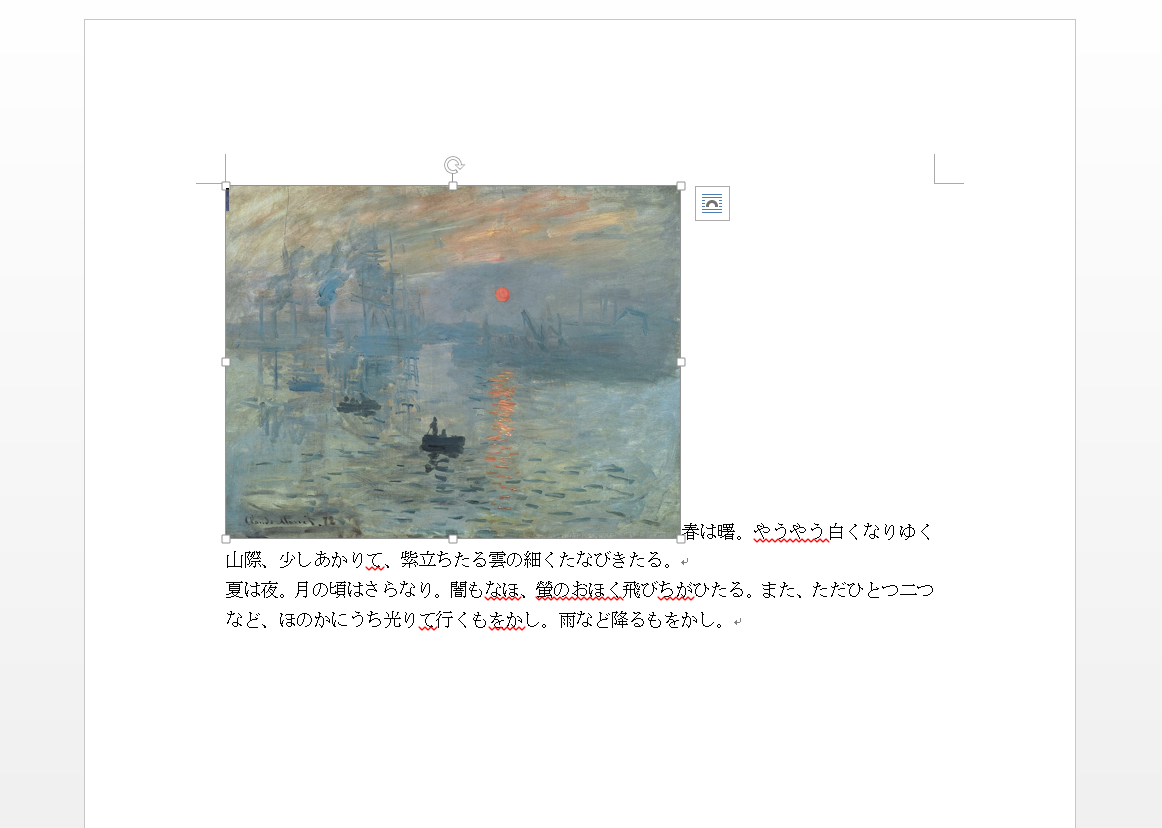 Claude Monet. 72
春は曙。やうやう白くなりゆく
山際、少しあかりて、紫立ちたる雲の細くたなびきたる。
夏は夜。月の頃はさらなり。闇もなほ、螢のおほく飛びちがひたる。また、ただひとつ二つ
など、ほのかにうち光りて行くもをかし。雨など降るもをかし。